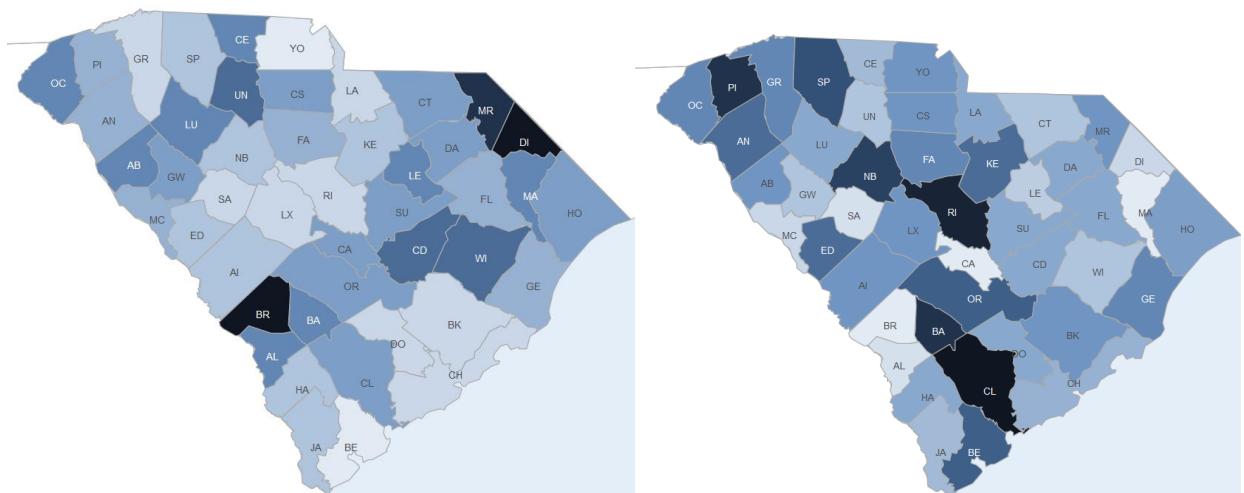 CE
YO
SP
GR
PI
OC
UN
CS
LA
CT
MR
AN
LU
DI
FA
KE
DA
AB
NB
GW
LE
RI
MA
SA
FL
HO
LX
MC
SU
ED
CA
CD
WI
AI
OR
GE
BR
BA
BK
DO
AL
CH
CL
HA
JA
BE
CE
YO
SP
GR
PI
OC
UN
CS
LA
CT
MR
AN
LU
DI
FA
KE
DA
AB
NB
GW
LE
RI
MA
SA
FL
HO
LX
MC
SU
ED
CA
CD
WI
AI
OR
GE
BR
BA
BK
DO
AL
CH
CL
HA
JA
BE